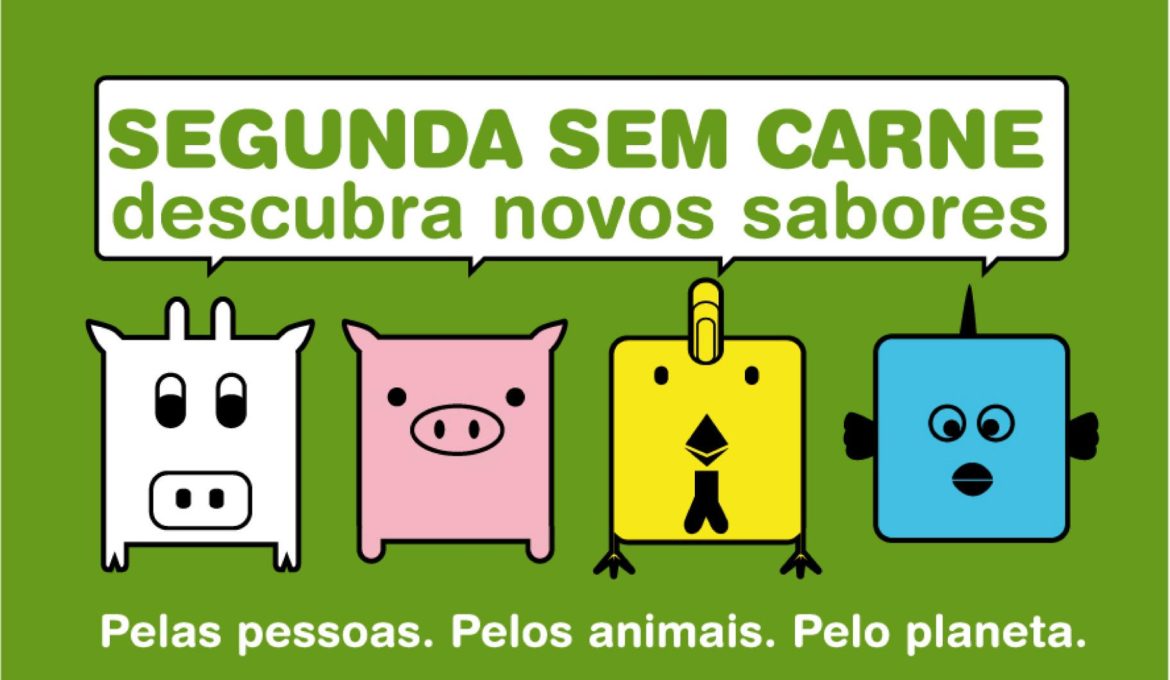 SEGUNDA SEM CARNE
descubra novos sabores
Pelas pessoas. Pelos animais. Pelo planeta.